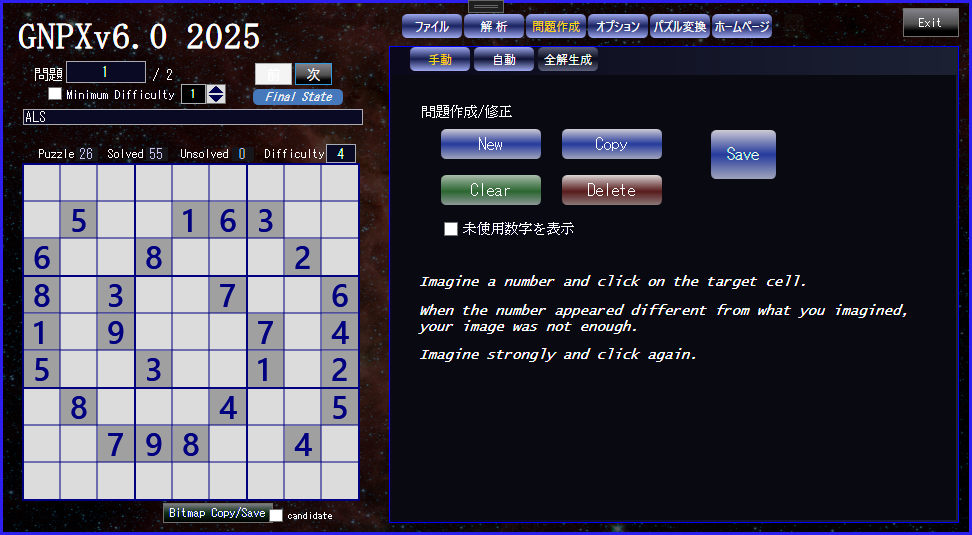 GNPXv6.0 2025
ファイル 解 析 問題作成 オプション パズル変換 ホームページ Exit
手動 自動 全解生成
問題 1 / 2 前 次
Minimum Difficulty 1 Final State
ALS
Puzzle 26 Solved 55 Unsolved 0 Difficulty 4
5 1 6 3
6 8 2
8 3 7 6
1 9 7 4
5 3 1 2
8 4 5
7 9 8 4
Bitmap Copy/Save candidate
問題作成/修正
New Copy Save
Clear Delete
未使用数字を表示
Imagine a number and click on the target cell.
When the number appeared different from what you imagined,
your image was not enough.
Imagine strongly and click again.